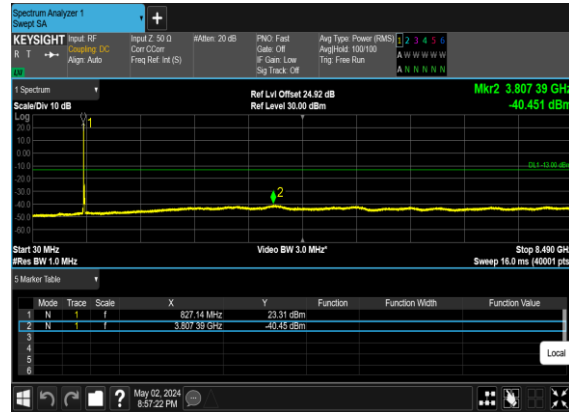 Spectrum Analyzer 1
Swept SA
+
KEYSIGHT Input: RF Input Z: 50 Ω #Atten: 20 dB PNO: Fast Avg Type: Power (RMS) 1 2 3 4 5 6
R T Coupling: DC Corr CCorr Gate: Off Avg|Hold: 100/100 A W W W W W
Align: Auto Freq Ref: Int (S) IF Gain: Low Trig: Free Run
Sig Track: Off A N N N N N
1 Spectrum Ref Lvl Offset 24.92 dB Mkr2 3.807 39 GHz
Scale/Div 10 dB Ref Level 30.00 dBm -40.451 dBm
Log
20.0
10.0
0.00
-10.0
-20.0
-30.0
-40.0
-50.0
-60.0
1
DL1 -13.00 dBm
2
Start 30 MHz Video BW 3.0 MHz* Stop 8.490 GHz
#Res BW 1.0 MHz Sweep 16.0 ms (40001 pts)
5 Marker Table
Mode Trace Scale X Y Function Function Width Function Value
1 N 1 f 827.14 MHz 23.31 dBm
2 N 1 f 3.807 39 GHz -40.45 dBm
3
4
5
6
Local
? May 02, 2024
8:57:22 PM